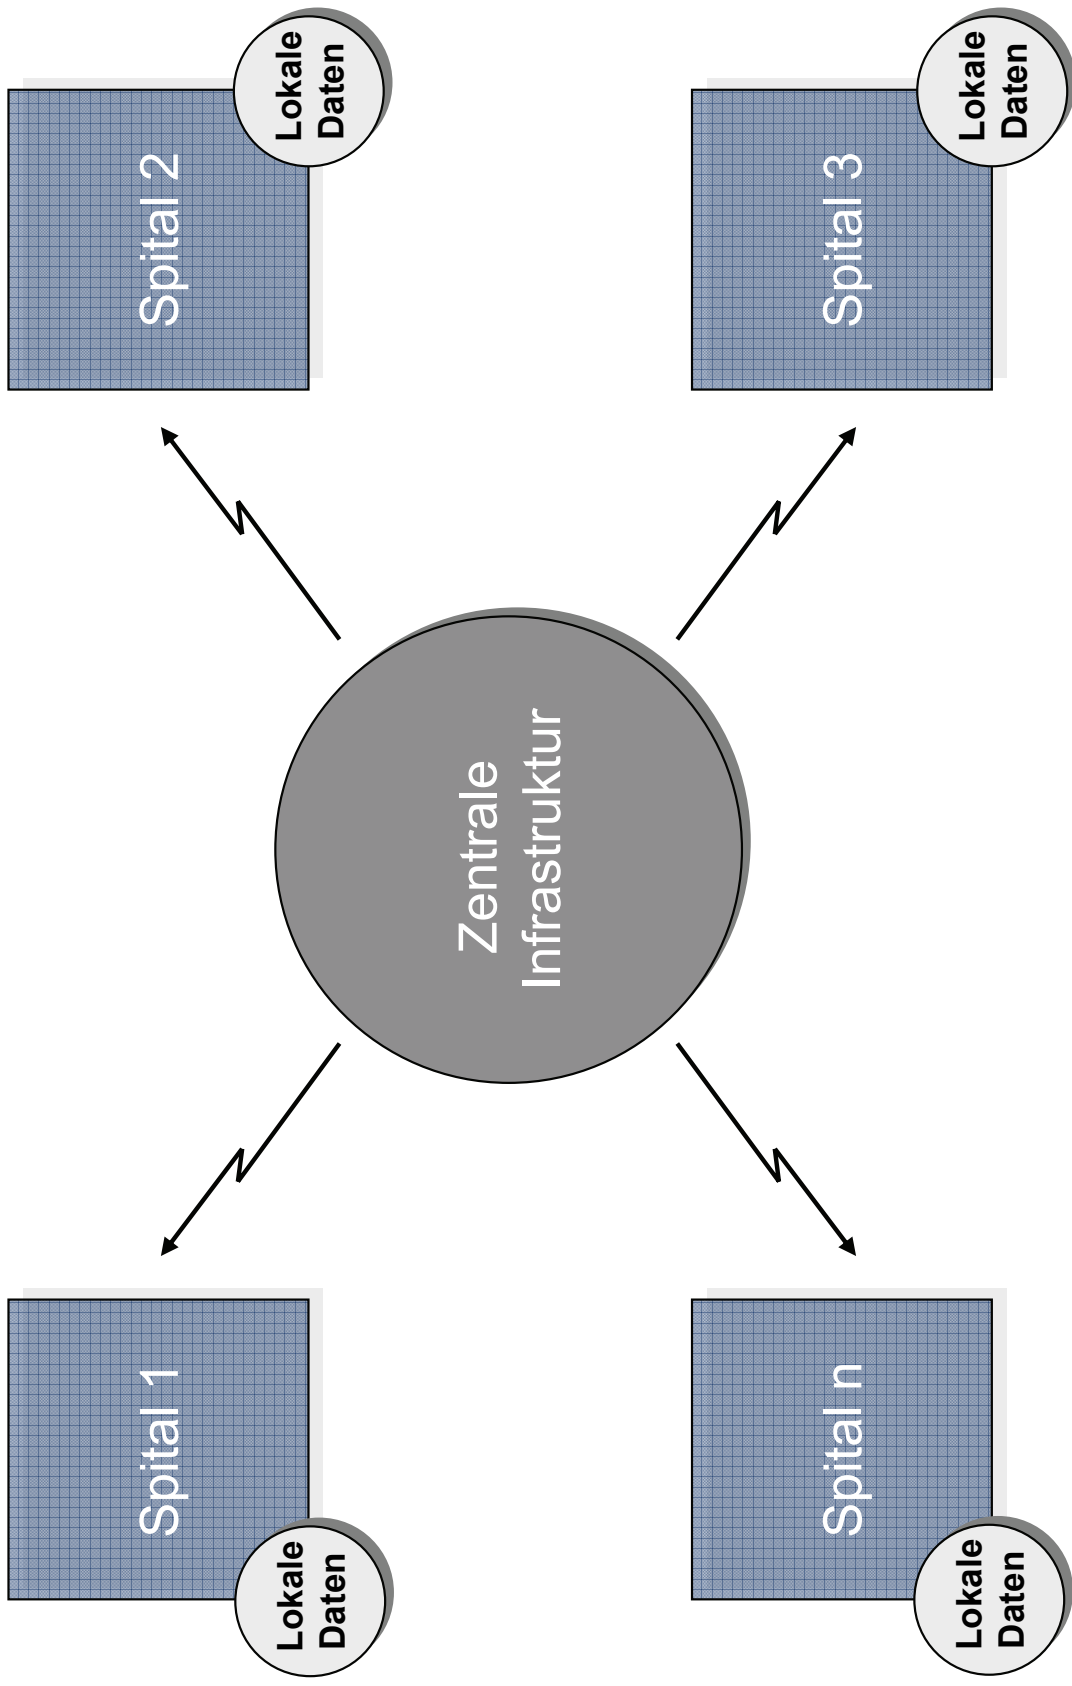 Spital 1
Lokale
Daten
Spital 2
Lokale
Daten
Zentrale
Infrastruktur
Spital n
Lokale
Daten
Spital 3
Lokale
Daten